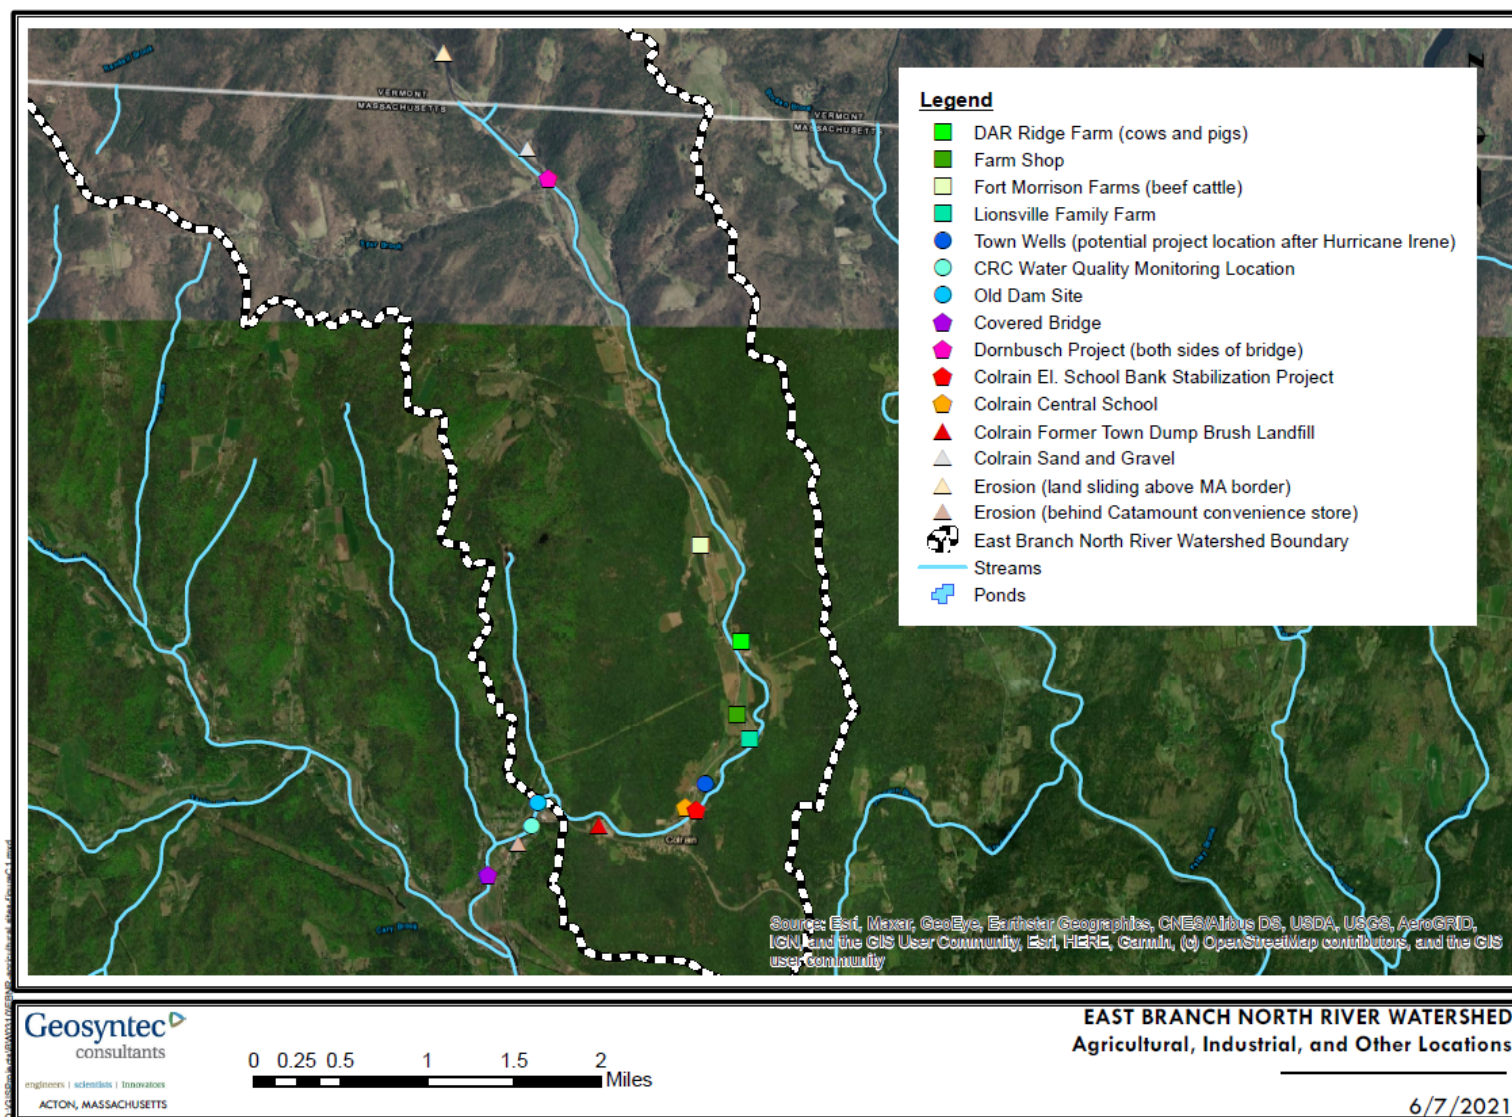 VERMONT
MASSACHUSETTS
VERMONT
MASSACHUSETTS
Legend
DAR Ridge Farm (cows and pigs)
Farm Shop
Fort Morrison Farms (beef cattle)
Lionsville Family Farm
Town Wells (potential project location after Hurricane Irene)
CRC Water Quality Monitoring Location
Old Dam Site
Covered Bridge
Dornbusch Project (both sides of bridge)
Colrain El. School Bank Stabilization Project
Colrain Central School
Colrain Former Town Dump Brush Landfill
Colrain Sand and Gravel
Erosion (land sliding above MA border)
Erosion (behind Catamount convenience store)
East Branch North River Watershed Boundary
Streams
Ponds
Colrain
Source: Esri, Maxar, GeoEye, Earthstar Geographics, CNES/Airbus DS, USDA, USGS, AeroGRID,
IGN, and the GIS User Community, Esri, HERE, Garmin, (c) OpenStreetMap contributors, and the GIS
user community
Geosyntec
consultants
engineers | scientists | innovators
ACTON, MASSACHUSETTS
0 0.25 0.5 1 1.5 2
Miles
EAST BRANCH NORTH RIVER WATERSHED
Agricultural, Industrial, and Other Locations
6/7/2021